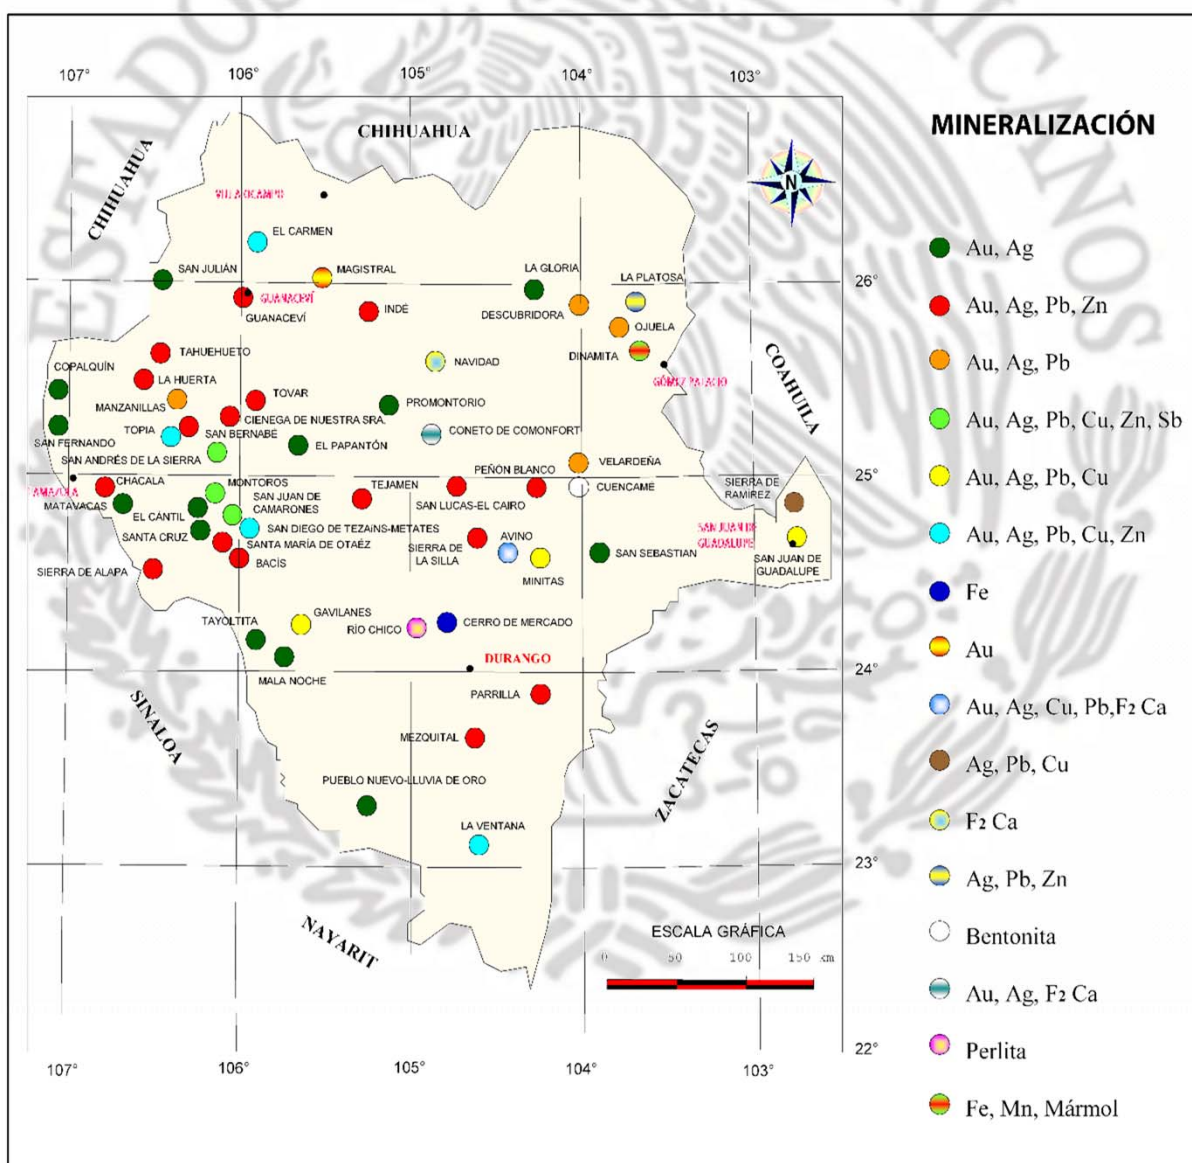 ESTADOS
RICANOS
107°
106°
105°
104°
103°
CHIHUAHUA
CHIHUAHUA
MINERALIZACIÓN
N
VILLA OCAMPO
EL CARMEN
SAN JULIÁN
MAGISTRAL
LA GLORIA
LA PLATOSA
26°
GUANACEVÍ
GUANACEVÍ
INDÉ
DESCUBRIDORA
OJUELA
DINAMITA
TAHUEHUETO
COPALQUÍN
LA HUERTA
NAVIDAD
GÓMEZ PALACIO
COAHUILA
MANZANILLAS
TOVAR
PROMONTORIO
CIENEGA DE NUESTRA SRA.
TOPIA
SAN BERNABÉ
CONETO DE COMONFORT
SAN FERNANDO
EL PAPANTÓN
SAN ANDRÉS DE LA SIERRA
VELARDEÑA
PEÑÓN BLANCO
25°
CHACALA
TAMAZULA
MONTOROS
TEJAMEN
CUENCAMÉ
SIERRA DE
RAMÍREZ
MATAVACAS
SAN JUAN DE
CAMARONES
SAN LUCAS-EL CAIRO
EL CÁNTIL
SAN DIEGO DE TEZAINS-METATES
SAN JUAN DE
GUADALUPE
SANTA CRUZ
SANTA MARÍA DE OTAÉZ
AVINO
SIERRA DE
LA SILLA
SAN SEBASTIAN
SAN JUAN DE
GUADALUPE
SIERRA DE ALAPA
BACÍS
MINITAS
TAYOLTITA
GAVILANES
RÍO CHICO
CERRO DE MERCADO
DURANGO
24°
MALA NOCHE
PARRILLA
SINALOA
MEZQUITAL
ZACATECAS
PUEBLO NUEVO-LLUVIA DE ORO
LA VENTANA
23°
NAYARIT
ESCALA GRÁFICA
0 50 100 150 km
22°
107°
106°
105°
104°
103°
Au, Ag
Au, Ag, Pb, Zn
Au, Ag, Pb
Au, Ag, Pb, Cu, Zn, Sb
Au, Ag, Pb, Cu
Au, Ag, Pb, Cu, Zn
Fe
Au
Au, Ag, Cu, Pb,F2 Ca
Ag, Pb, Cu
F2 Ca
Ag, Pb, Zn
Bentonita
Au, Ag, F2 Ca
Perlita
Fe, Mn, Mármol